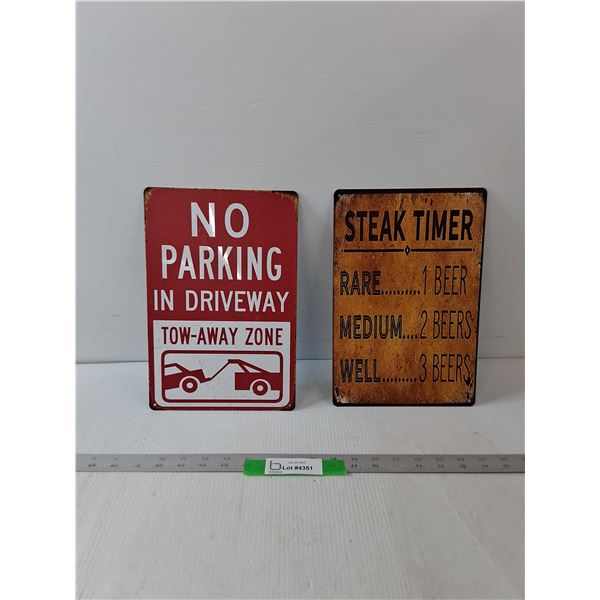 NO
PARKING
IN DRIVEWAY
TOW-AWAY ZONE
STEAK TIMER
RARE.........1 BEER
MEDIUM....2 BEERS
WELL.........3 BEERS
Lot #4351